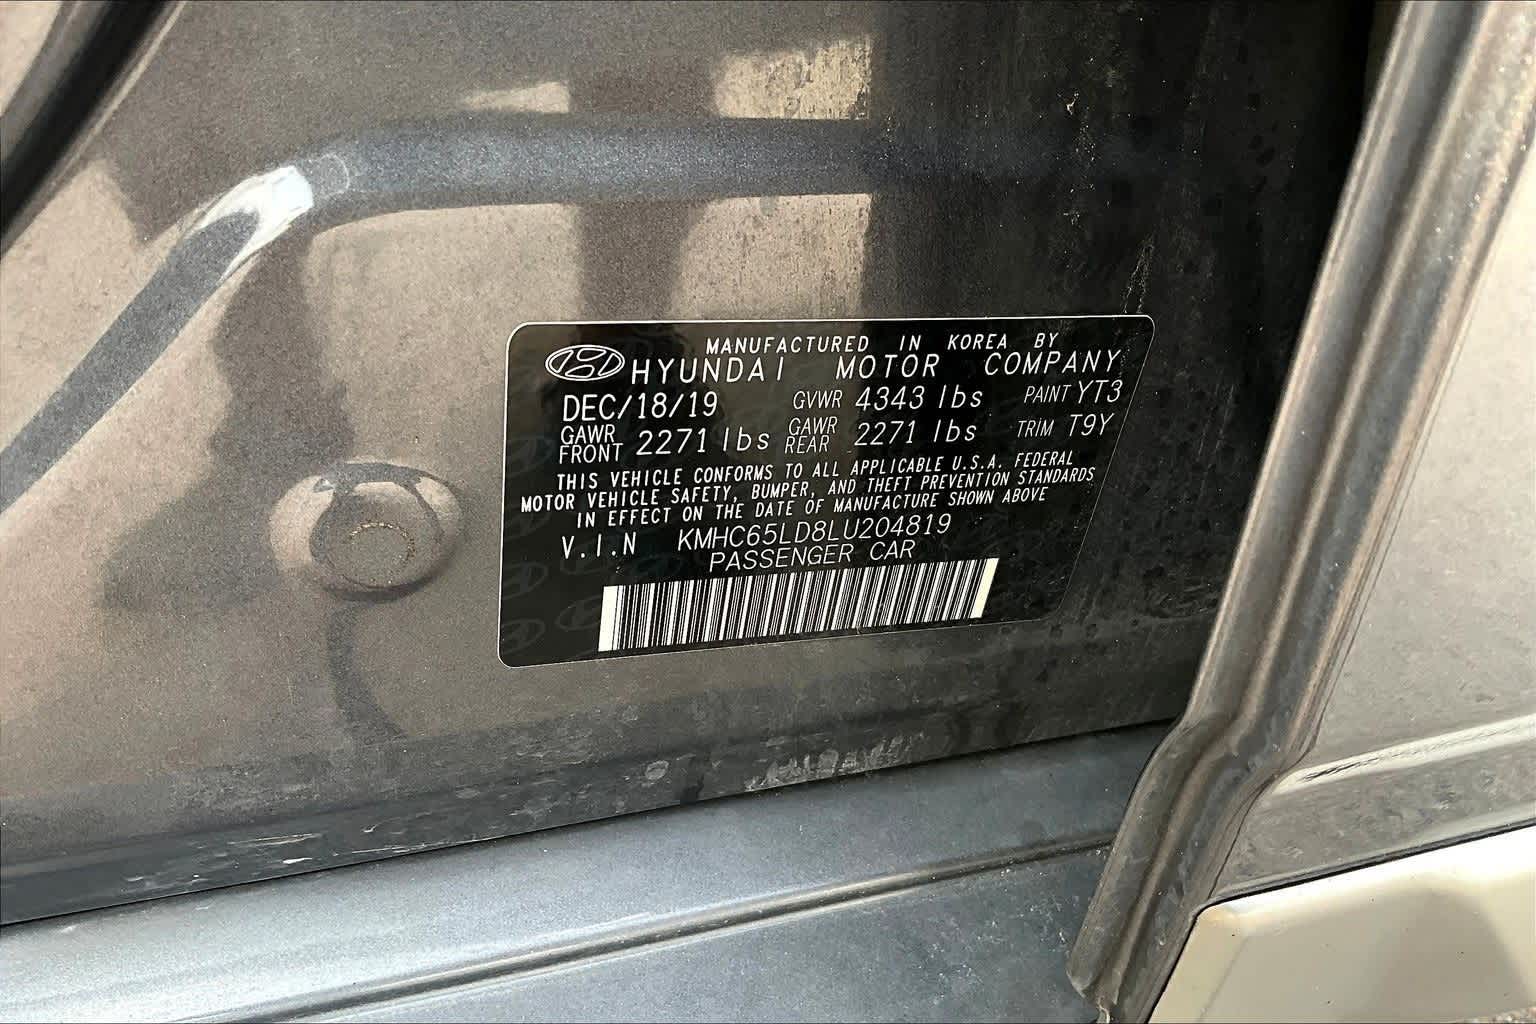 MANUFACTURED IN KOREA BY
HYUNDAI MOTOR COMPANY
DEC/18/19 GVWR 4343 lbs PAINT YT3
GAWR FRONT 2271 lbs GAWR REAR 2271 lbs TRIM T9Y
THIS VEHICLE CONFORMS TO ALL APPLICABLE U.S.A. FEDERAL
MOTOR VEHICLE SAFETY, BUMPER, AND THEFT PREVENTION STANDARDS
IN EFFECT ON THE DATE OF MANUFACTURE SHOWN ABOVE
V.I.N KMHC65LD8LU204819
PASSENGER CAR